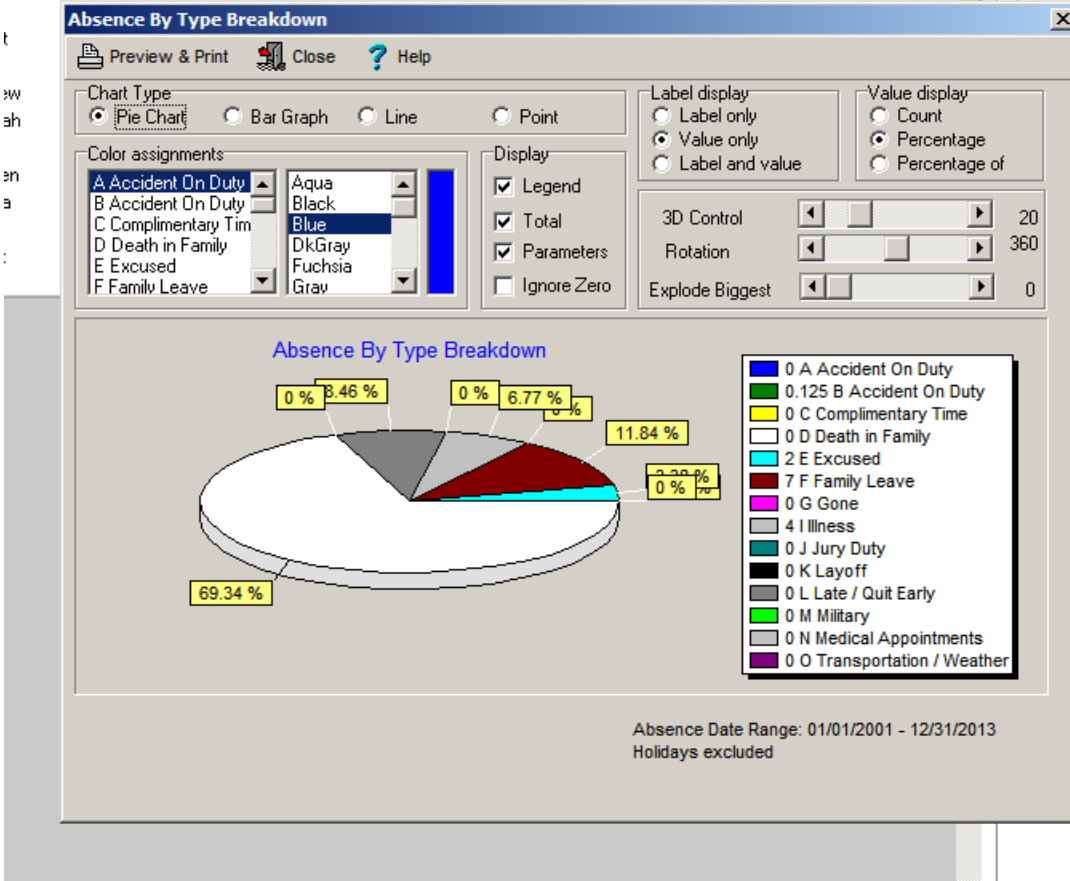 Absence By Type Breakdown
Preview & Print Close Help
Chart Type
Pie Chart Bar Graph Line Point
Label display
Label only
Value only
Label and value
Value display
Count
Percentage
Percentage of
Color assignments
A Accident On Duty
B Accident On Duty
C Complimentary Tim
D Death in Family
E Excused
F Family Leave
Aqua
Black
Blue
DkGray
Fuchsia
Gray
Display
Legend
Total
Parameters
Ignore Zero
3D Control 20
Rotation 360
Explode Biggest 0
Absence By Type Breakdown
0 %
8.46 %
0 %
6.77 %
11.84 %
0 %
69.34 %
0 A Accident On Duty
0.125 B Accident On Duty
0 C Complimentary Time
0 D Death in Family
2 E Excused
7 F Family Leave
0 G Gone
4 I Illness
0 J Jury Duty
0 K Layoff
0 L Late / Quit Early
0 M Military
0 N Medical Appointments
0 O Transportation / Weather
Absence Date Range: 01/01/2001 - 12/31/2013
Holidays excluded